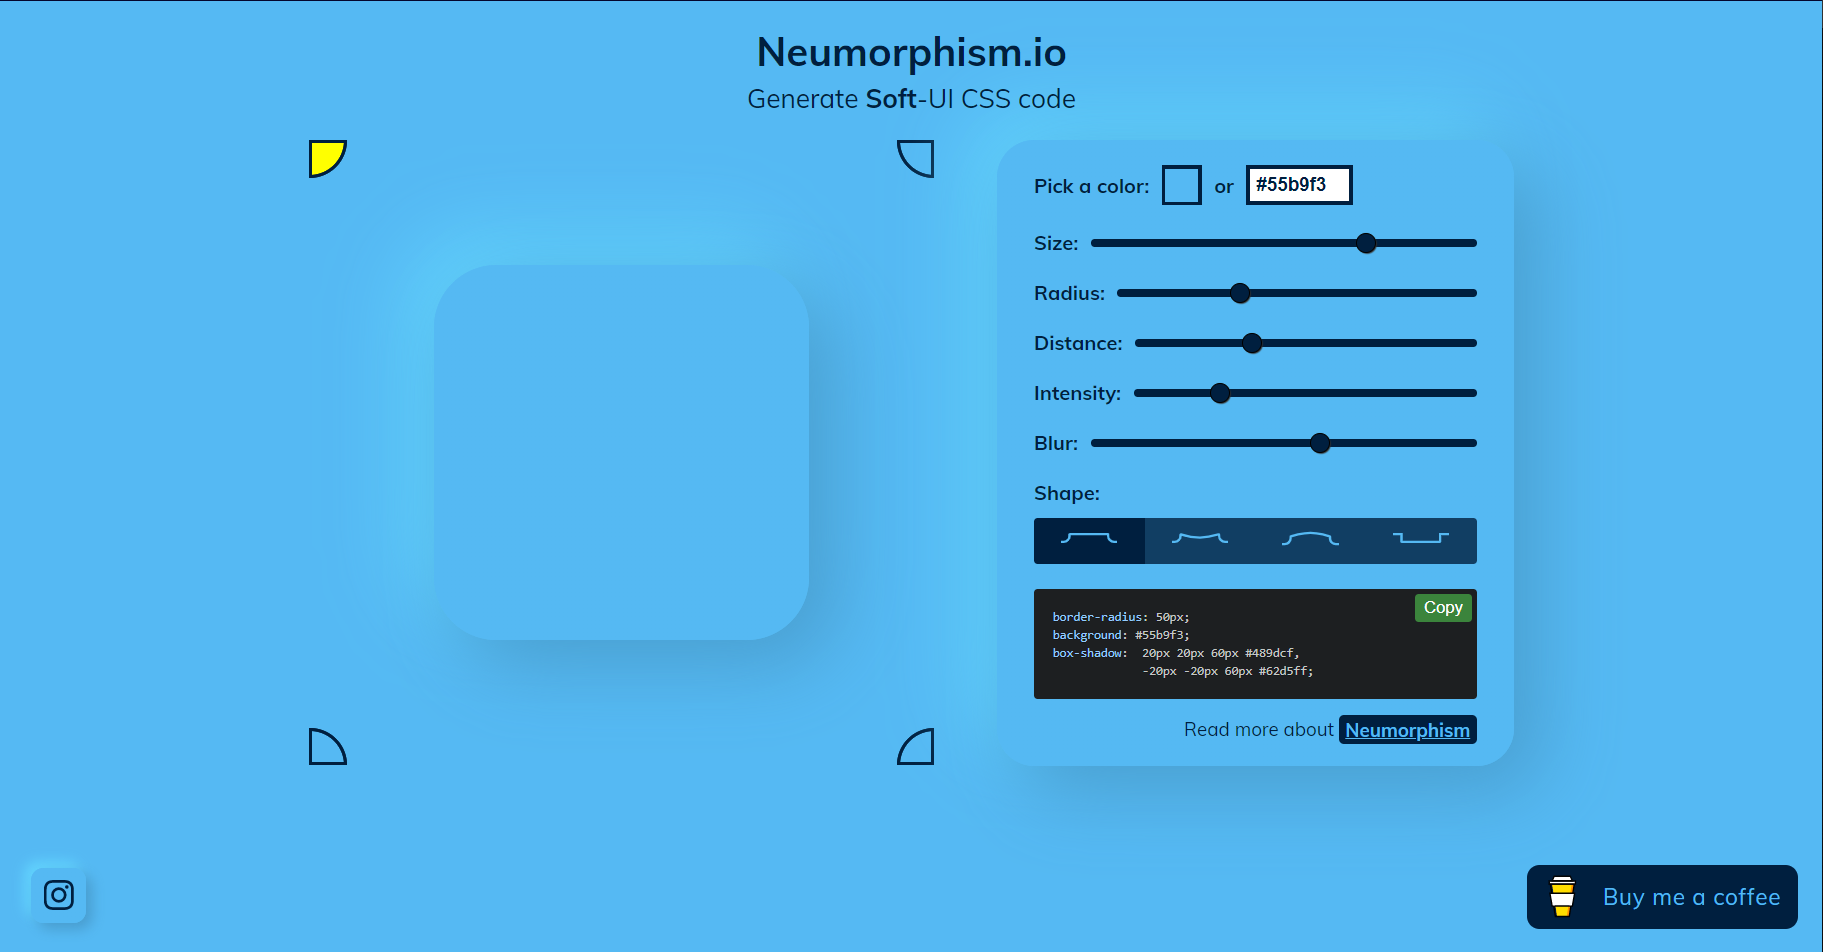 Neumorphism.io
Generate Soft-UI CSS code
Pick a color: or #55b9f3
Size:
Radius:
Distance:
Intensity:
Blur:
Shape:
Copy
border-radius: 50px;
background: #55b9f3;
box-shadow: 20px 20px 60px #489dcf,
-20px -20px 60px #62d5ff;
Read more about Neumorphism
Buy me a coffee